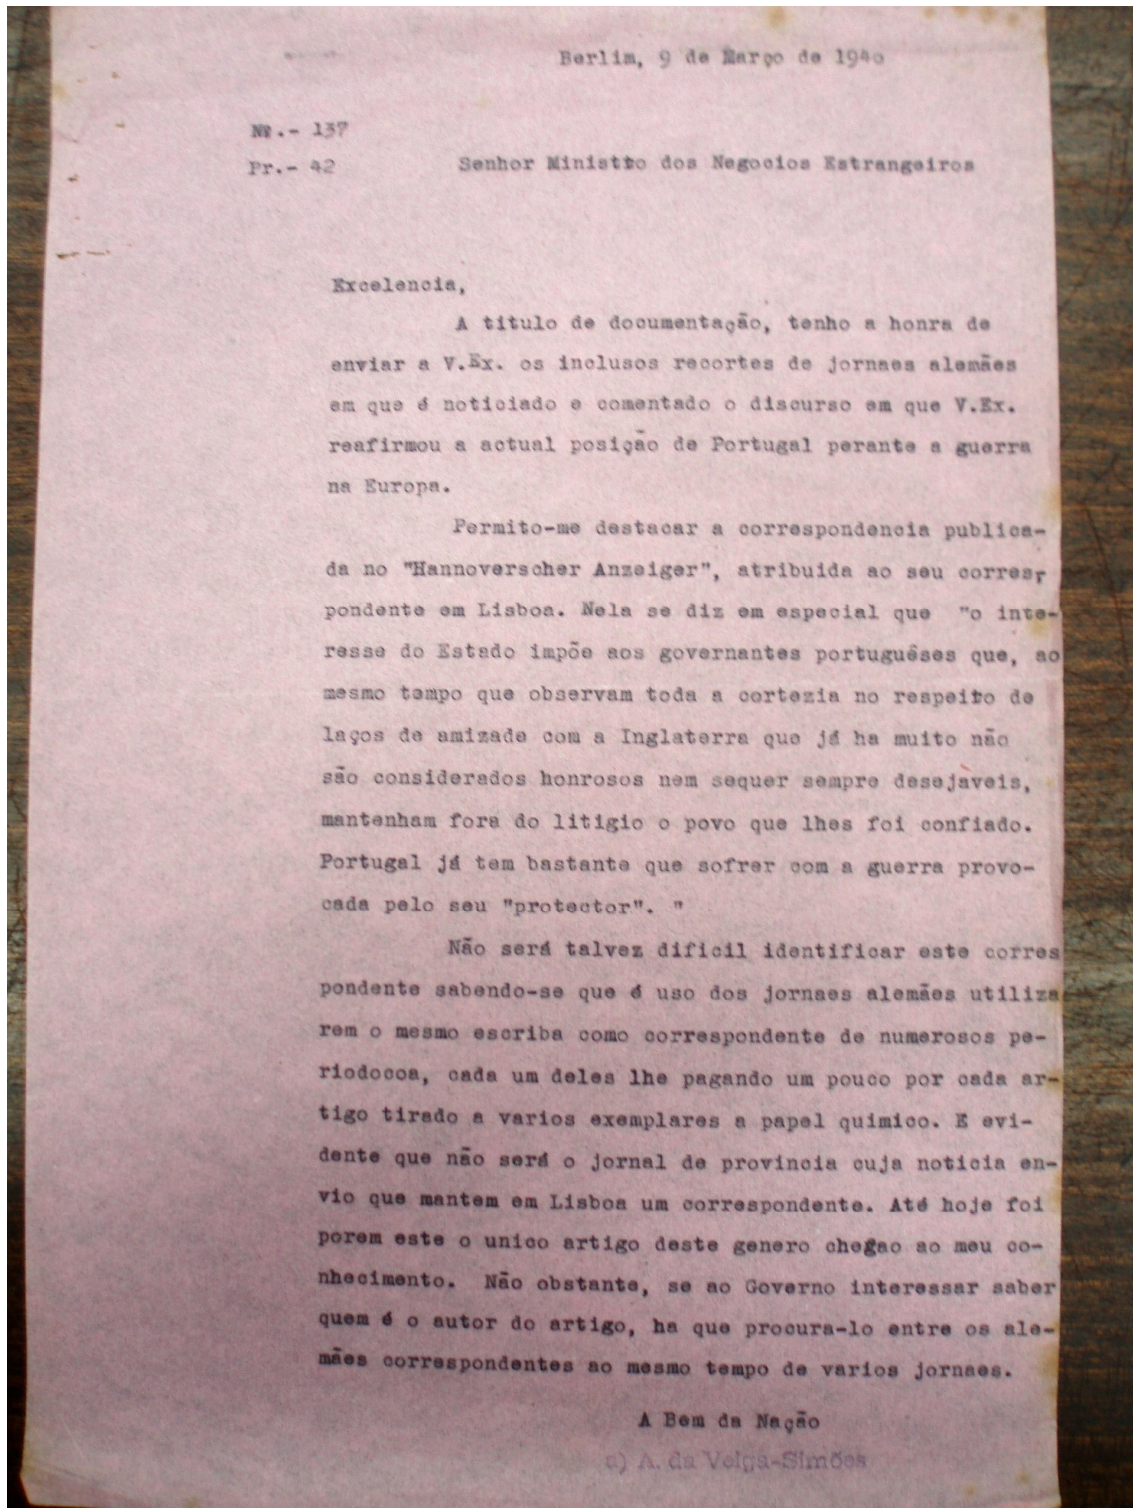 Berlim, 9 de Março de 1940
Nº.- 137
Pr.- 42
Senhor Ministro dos Negocios Estrangeiros
Excelencia,
A titulo de documentação, tenho a honra de
enviar a V.Ex. os inclusos recortes de jornaes alemães
em que é noticiado e comentado o discurso em que V.Ex.
reafirmou a actual posição de Portugal perante a guerra
na Europa.
Permito-me destacar a correspondencia publica-
da no "Hannoverscher Anzeiger", atribuida ao seu corres-
pondente em Lisboa. Nela se diz em especial que "o inte-
resse do Estado impõe aos governantes portuguêses que, ao
mesmo tempo que observam toda a cortezia no respeito de
laços de amizade com a Inglaterra que já ha muito não
são considerados honrosos nem sequer sempre desejàveis,
mantenham fora do litigio o povo que lhes foi confiado.
Portugal já tem bastante que sofrer com a guerra provo-
cada pelo seu "protector". "
Não será talvez dificil identificar este corres
pondente sabendo-se que é uso dos jornaes alemães utiliza-
rem o mesmo escriba como correspondente de numerosos pe-
riodocoa, cada um deles lhe pagando um pouco por cada ar-
tigo tirado a varios exemplares a papel quimico. E evi-
dente que não será o jornal de provincia cuja noticia en-
vio que mantem em Lisboa um correspondente. Até hoje foi
porem este o unico artigo deste genero chegao ao meu co-
nhecimento. Não obstante, se ao Governo interessar saber
quem é o autor do artigo, ha que procura-lo entre os ale-
mães correspondentes ao mesmo tempo de varios jornaes.
A Bem da Nação
a) A. da Veiga-Simões